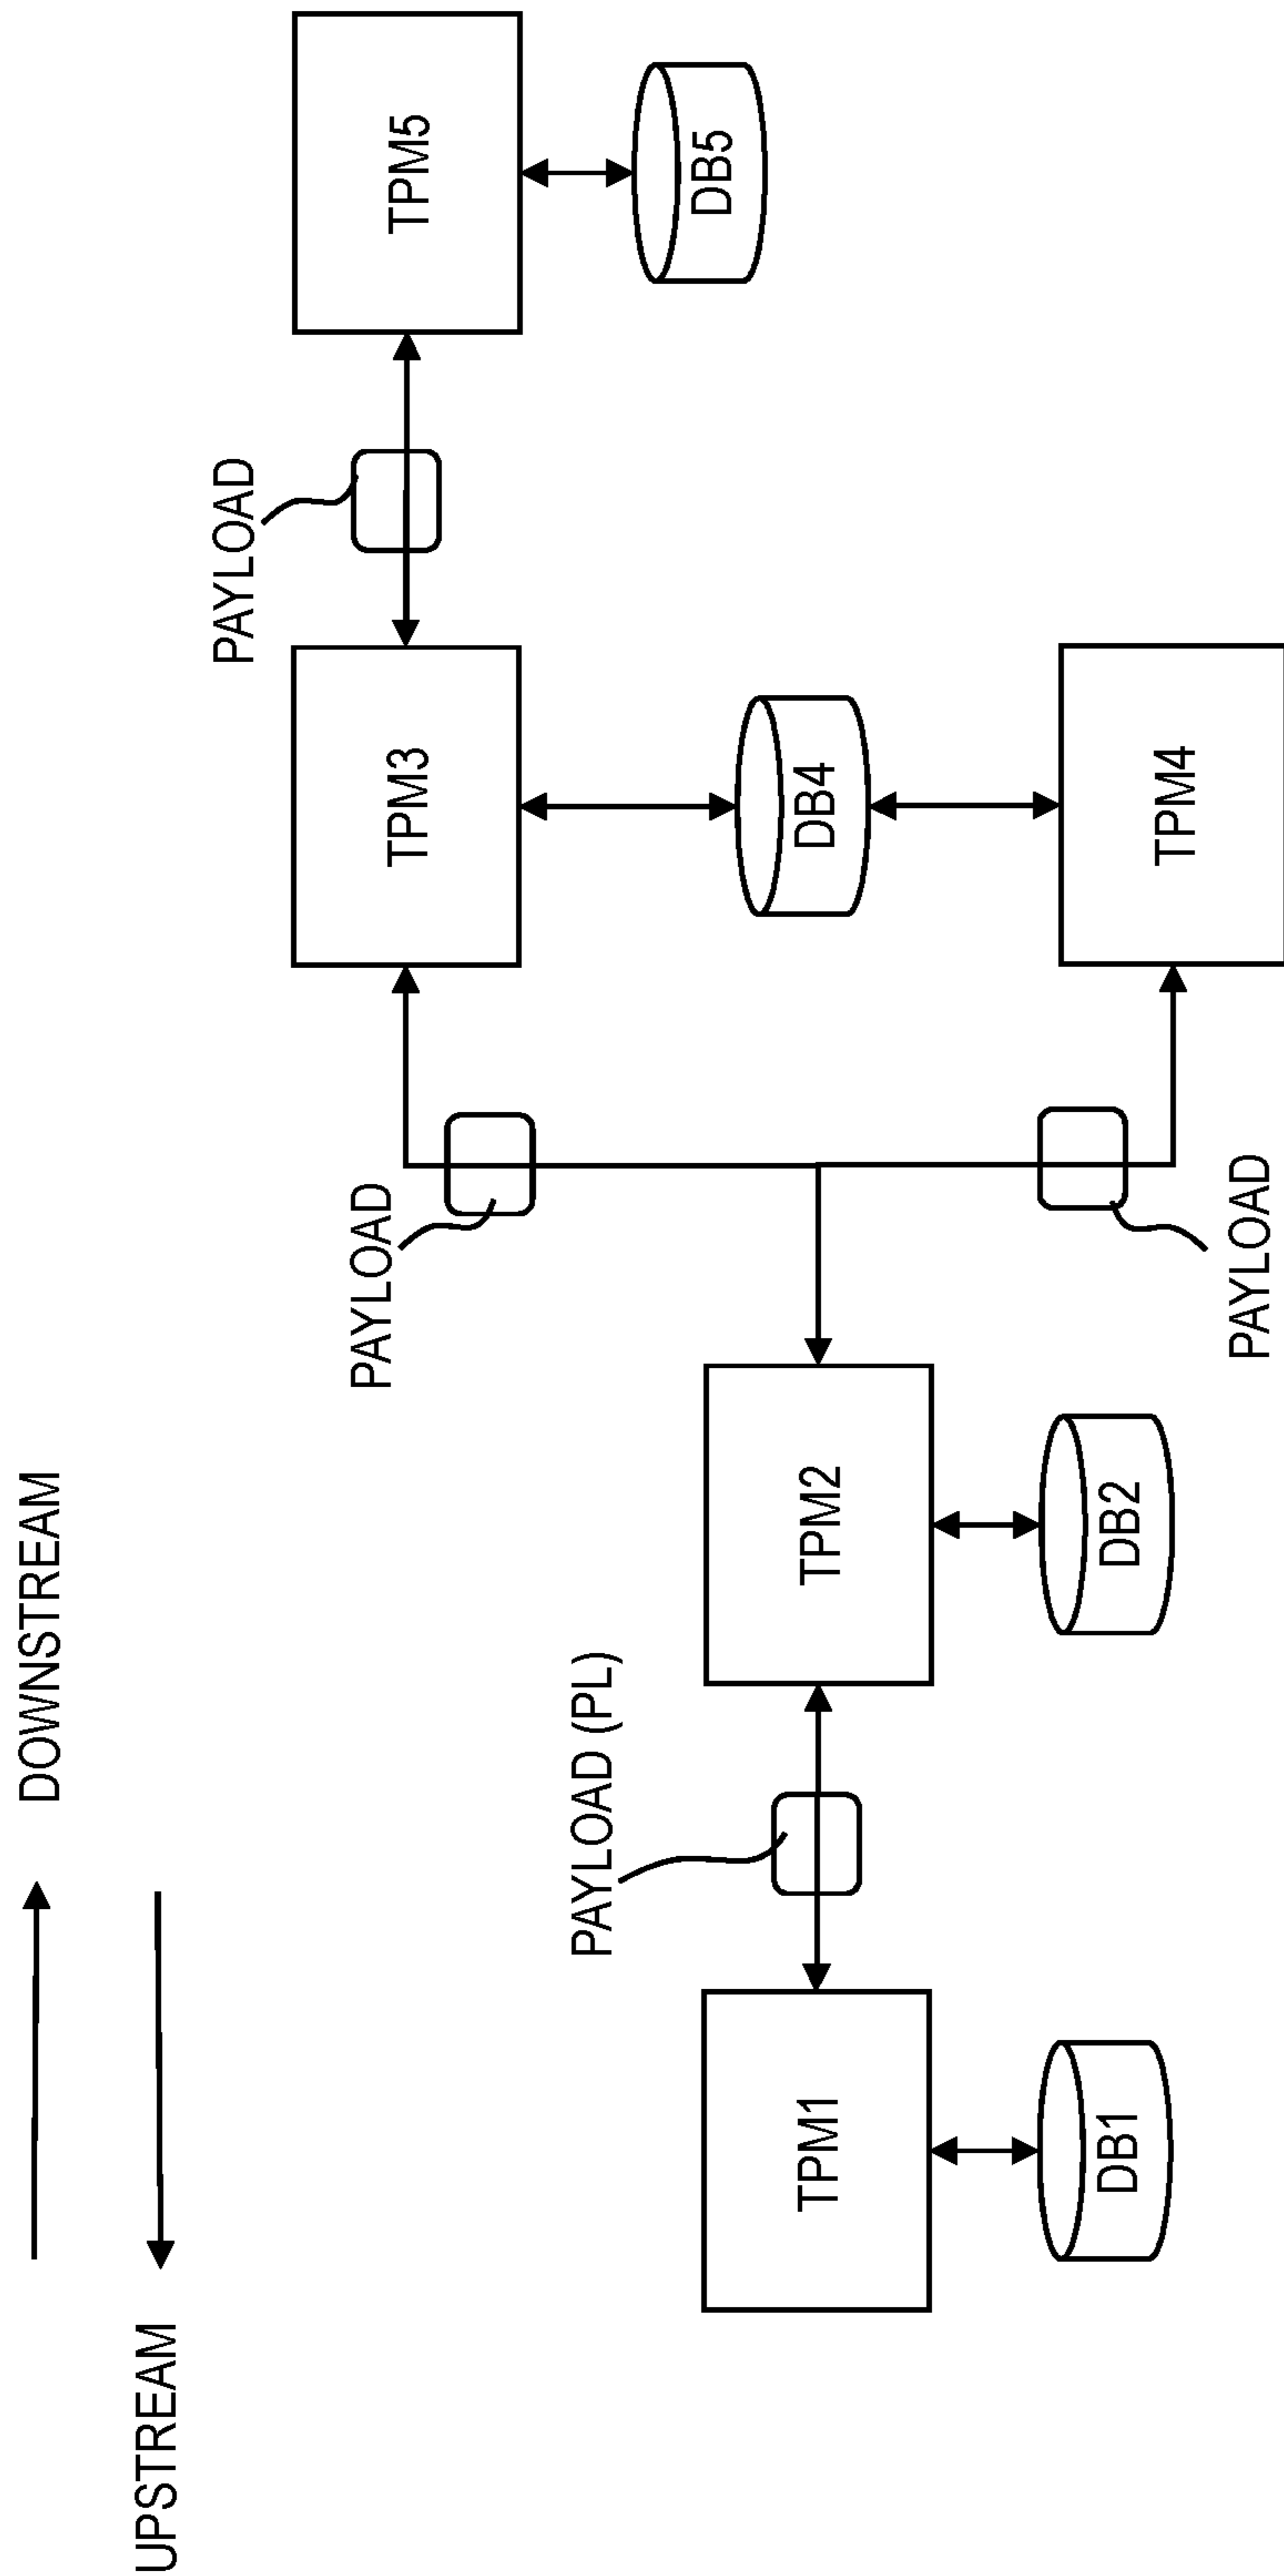 DOWNSTREAM
UPSTREAM
PAYLOAD
TPM3
TPM5
PAYLOAD
PAYLOAD (PL)
DB5
TPM1
TPM2
DB4
DB1
DB2
TPM4
PAYLOAD